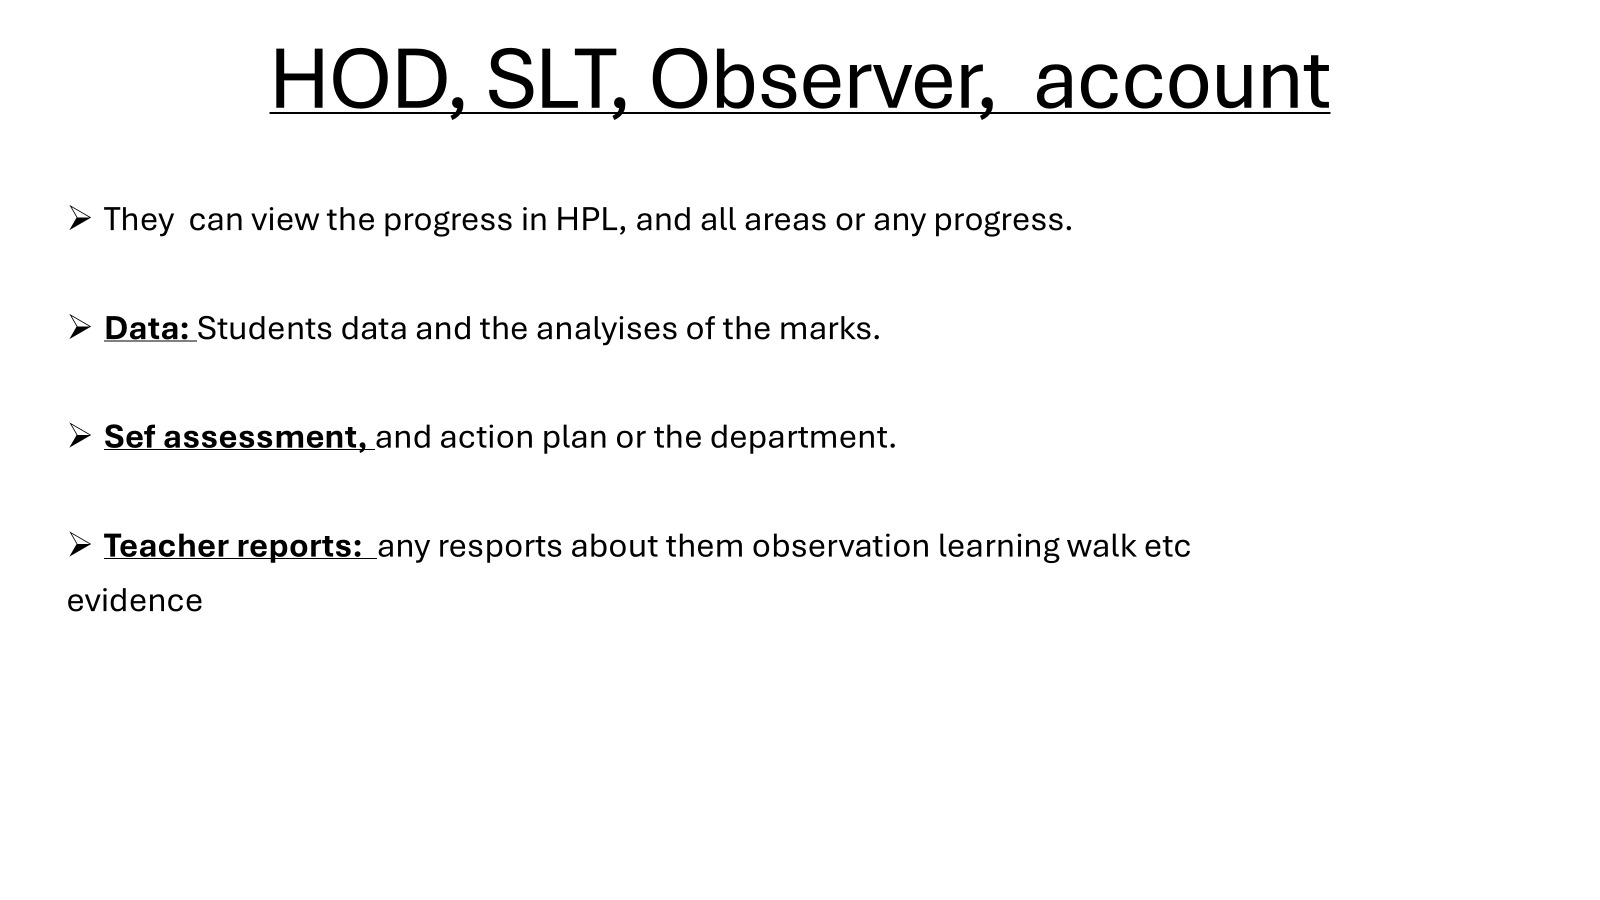 HOD, SLT, Observer,  account
➢ They  can view the progress in HPL, and all areas or any progress.
➢ Data: Students data and the analyises of the marks.
➢ Sef assessment, and action plan or the department.
➢ Teacher reports:  any resports about them observation learning walk etc
evidence